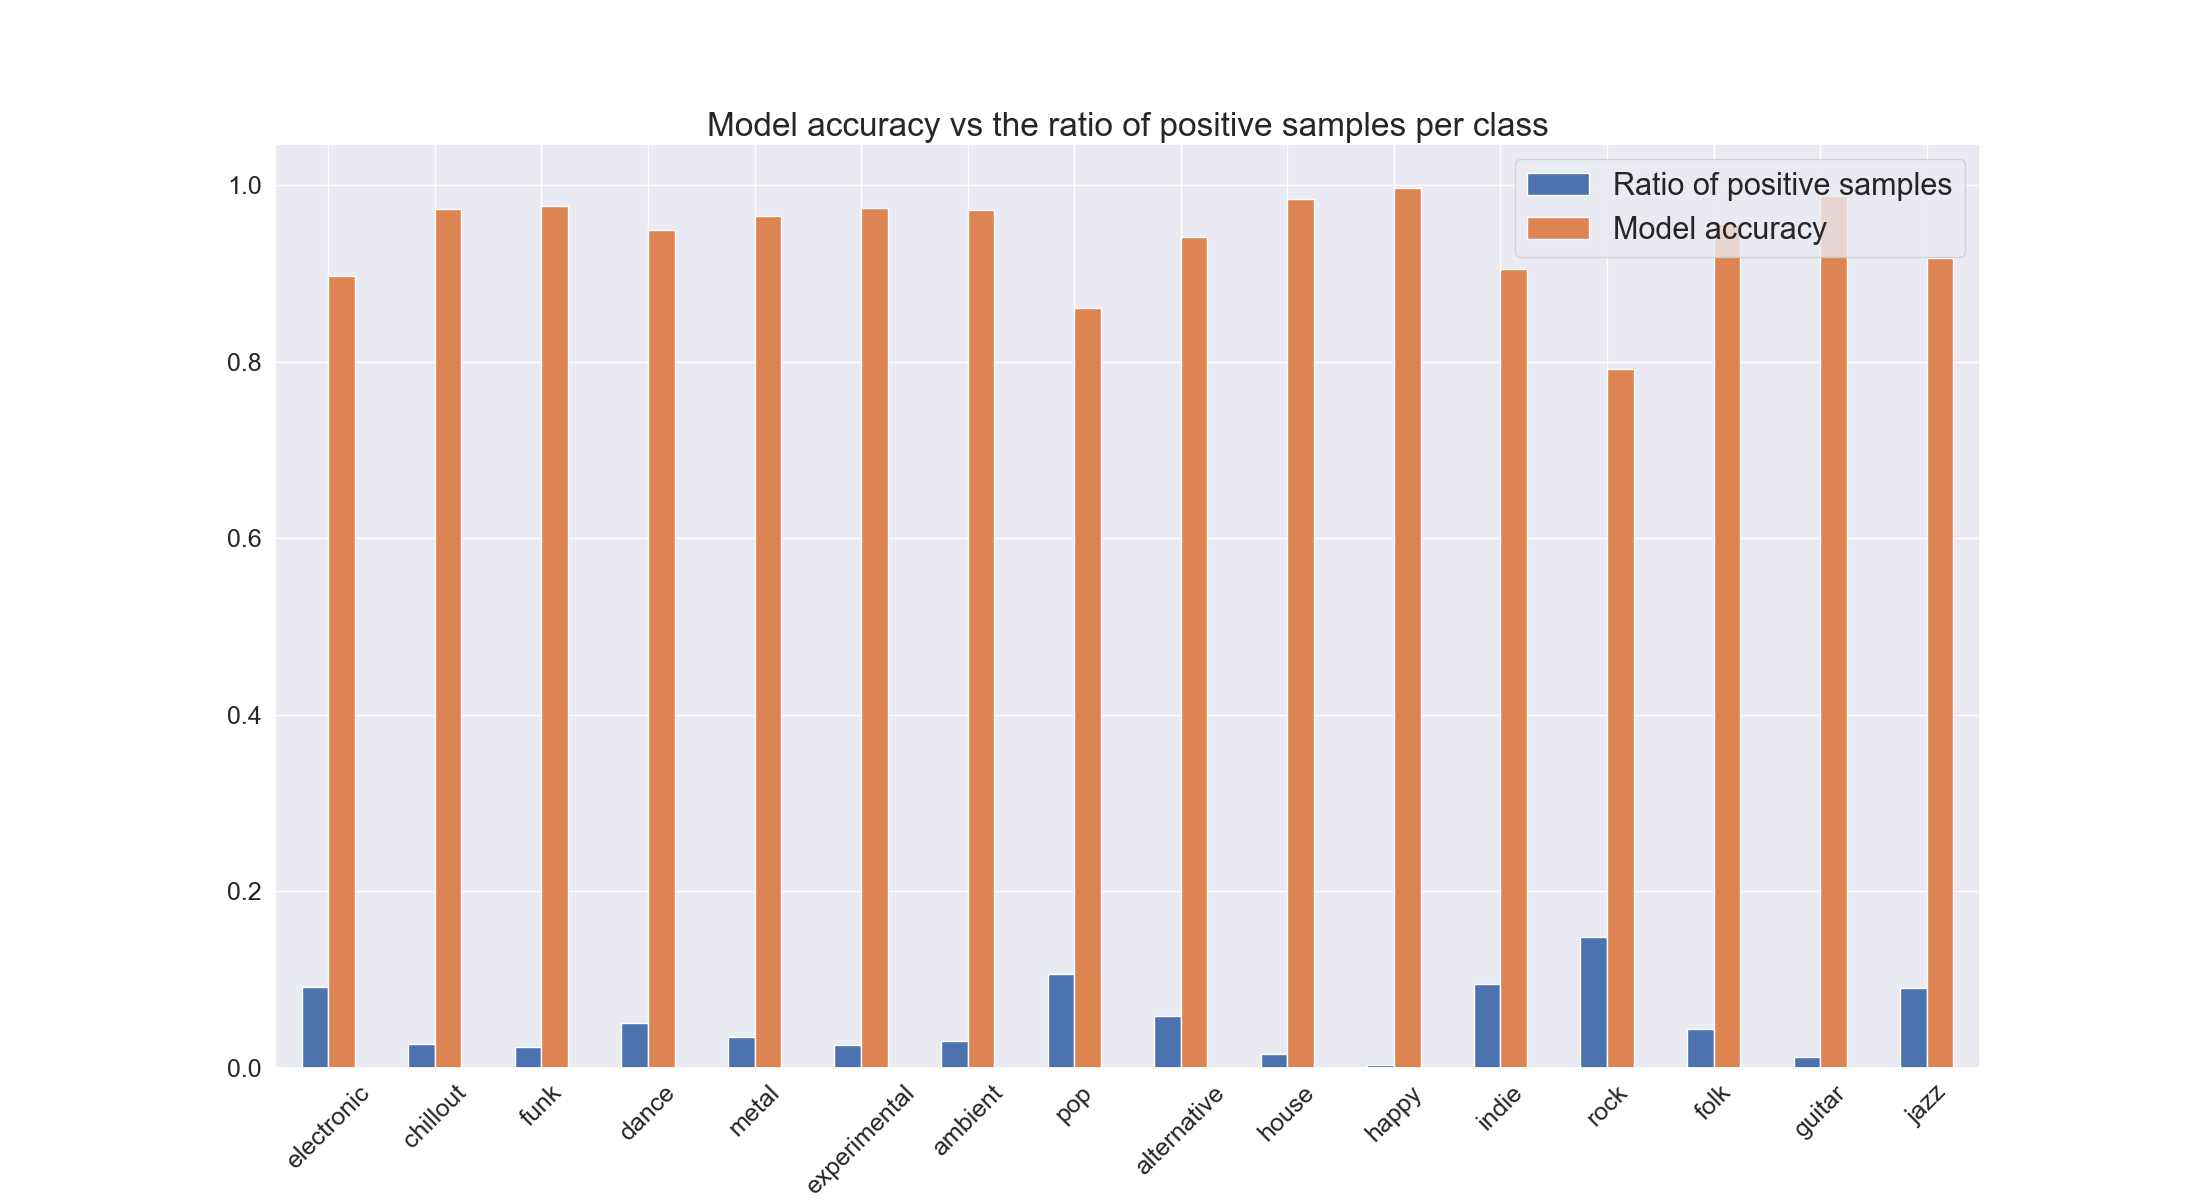 Model accuracy vs the ratio of positive samples per class
Ratio of positive samples
Model accuracy
1.0
0.8
0.6
0.4
0.2
0.0
electronic
chillout
funk
dance
metal
experimental
ambient
pop
alternative
house
happy
indie
rock
folk
guitar
jazz